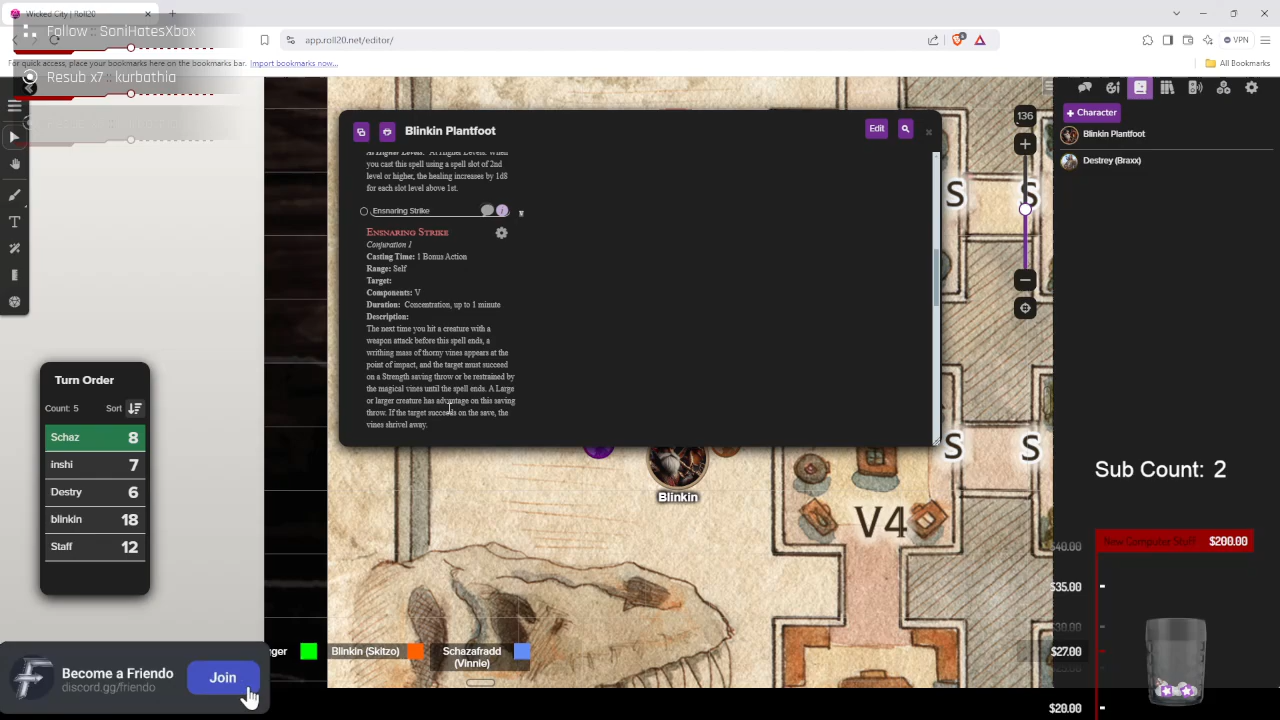 Wicked City | Roll20
Follow :: SaniHatesXbox
app.roll20.net/editor/
VPN
For quick access, place your bookmarks here on the bookmarks bar. Import bookmarks now...
All Bookmarks
Resub x7 :: kurbathia
Blinkin Plantfoot
Edit
136
+ Character
Blinkin Plantfoot
Destrey (Braxx)
At Higher Levels: At Higher Levels. When
you cast this spell using a spell slot of 2nd
level or higher, the healing increases by 1d8
for each slot level above 1st.
Ensnaring Strike
ENSNARING STRIKE
Conjuration 1
Casting Time: 1 Bonus Action
Range: Self
Target:
Components: V
Duration: Concentration, up to 1 minute
Description:
The next time you hit a creature with a
weapon attack before this spell ends, a
writhing mass of thorny vines appears at the
point of impact, and the target must succeed
on a Strength saving throw or be restrained by
the magical vines until the spell ends. A Large
or larger creature has advantage on this saving
throw. If the target succeeds on the save, the
vines shrivel away.
S
S
S
S
Turn Order
Count: 5 Sort
Schaz 8
inshi 7
Destry 6
blinkin 18
Staff 12
Blinkin
V4
Sub Count: 2
New Computer Stuff $200.00
$40.00
$35.00
$30.00
$27.00
$20.00
Become a Friendo
discord.gg/friendo
Join
Blinkin (Skitzo)
Schazafradd
(Vinnie)